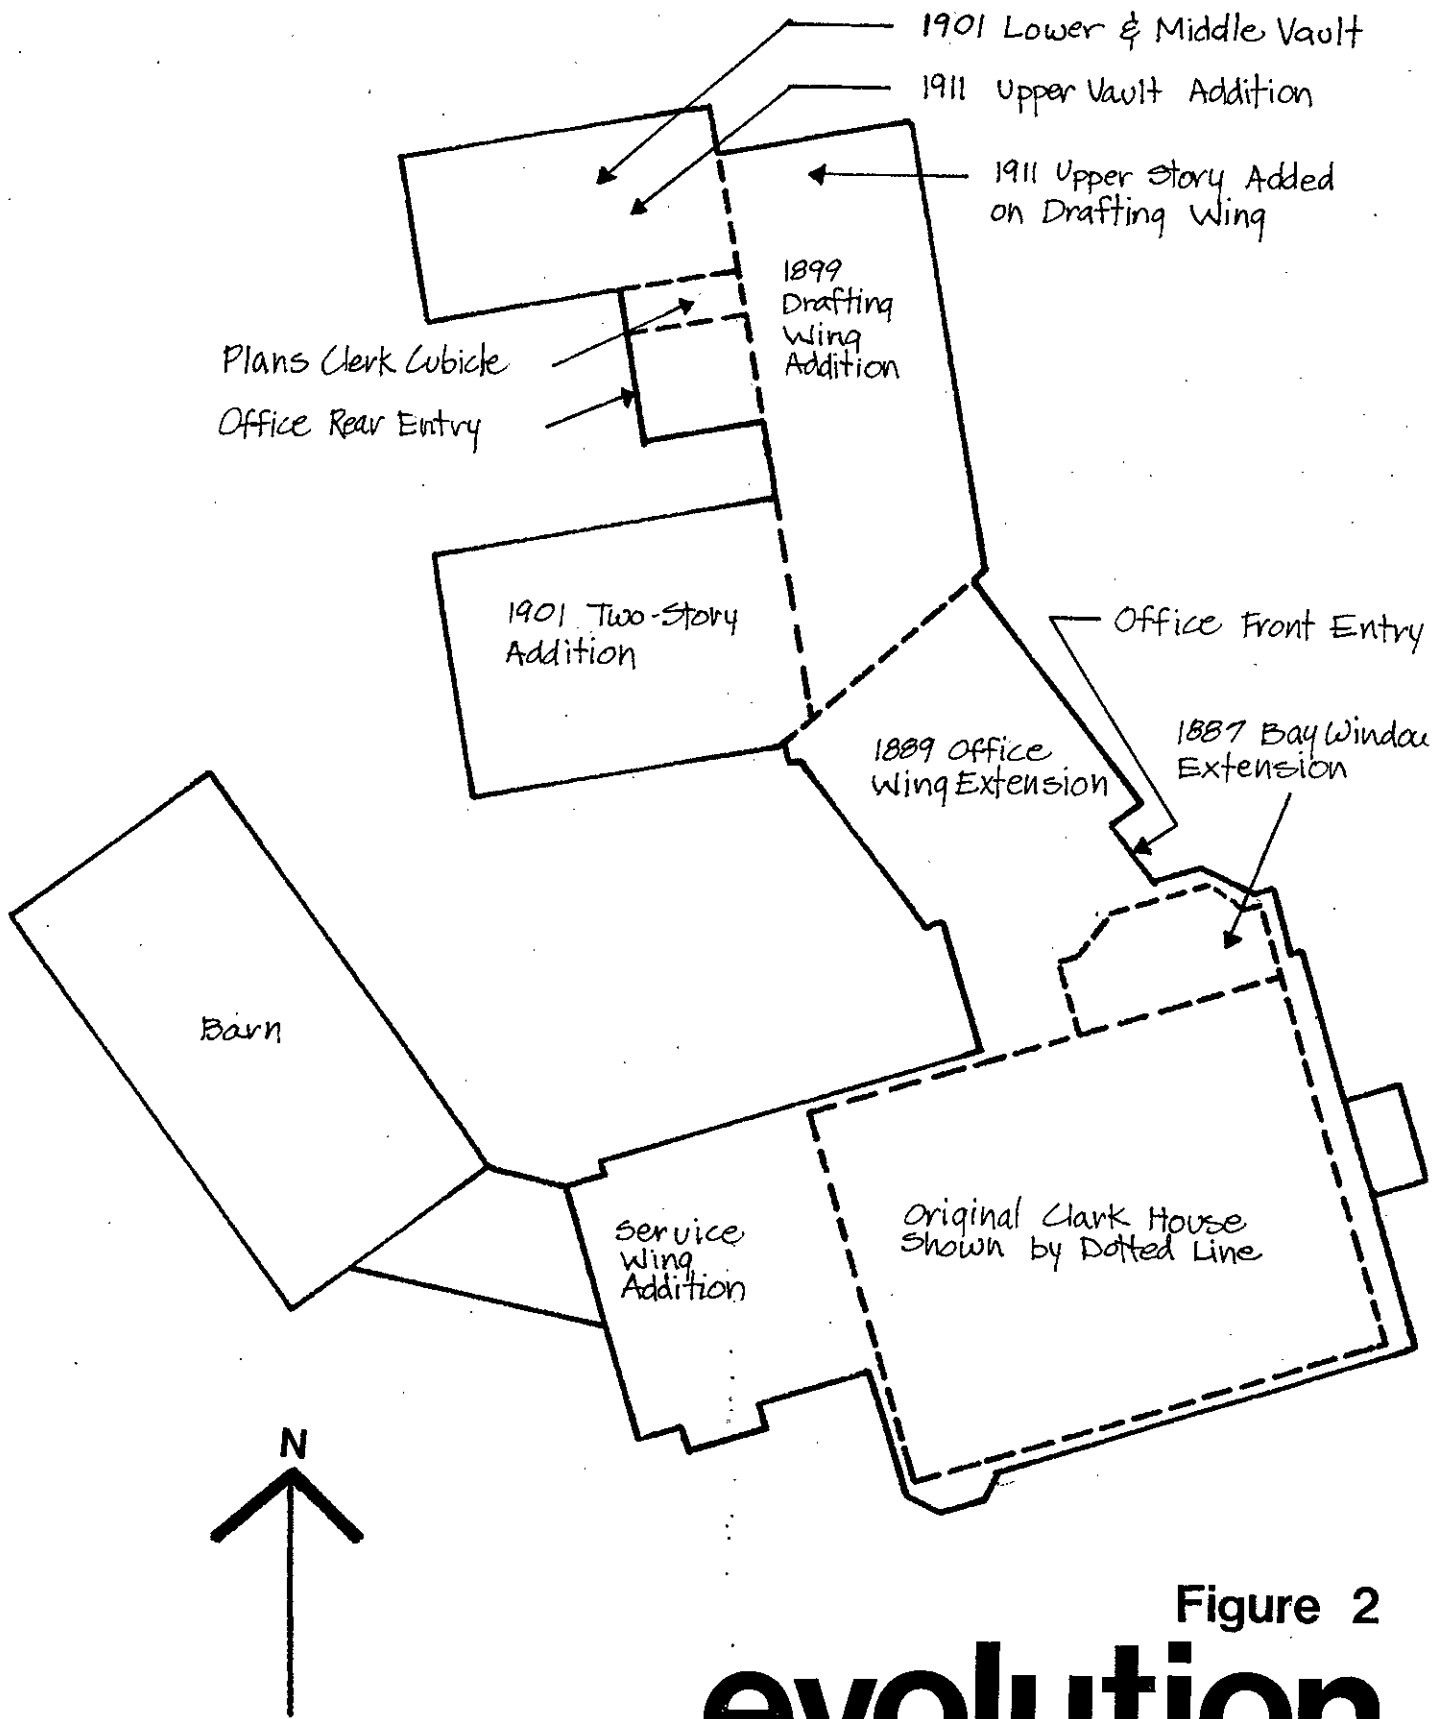 1901 Lower & Middle Vault
1911 Upper Vault Addition
1911 Upper Story Added
on Drafting Wing
1899
Drafting
Wing
Addition
Plans Clerk Cubicle
Office Rear Entry
1901 Two-Story
Addition
Office Front Entry
1889 Office
Wing Extension
1887 Bay Window
Extension
Barn
Service
Wing
Addition
Original Clark House
Shown by Dotted Line
N
Figure 2
evolution